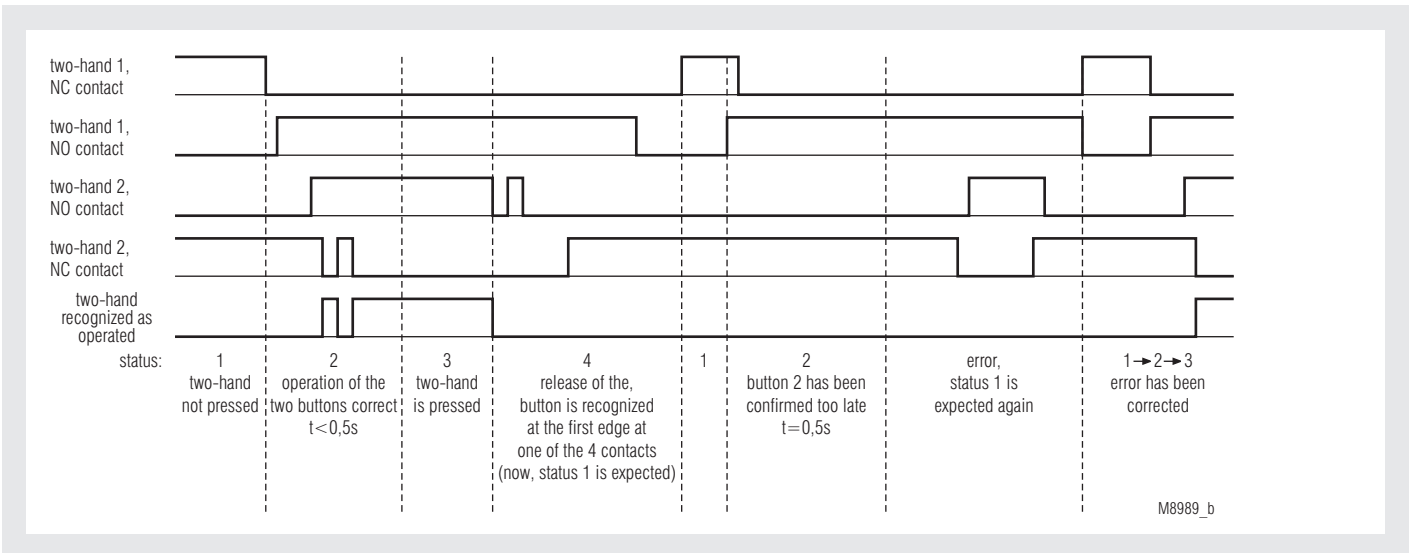 two-hand 1,
NC contact
two-hand 1,
NO contact
two-hand 2,
NO contact
two-hand 2,
NC contact
two-hand
recognized as
operated
status:
1
two-hand
not pressed
2
operation of the
two buttons correct
t<0,5s
3
two-hand
is pressed
4
release of the,
button is recognized
at the first edge at
one of the 4 contacts
(now, status 1 is expected)
1
2
button 2 has been
confirmed too late
t=0,5s
error,
status 1 is
expected again
1→2→3
error has been
corrected
M8989_b